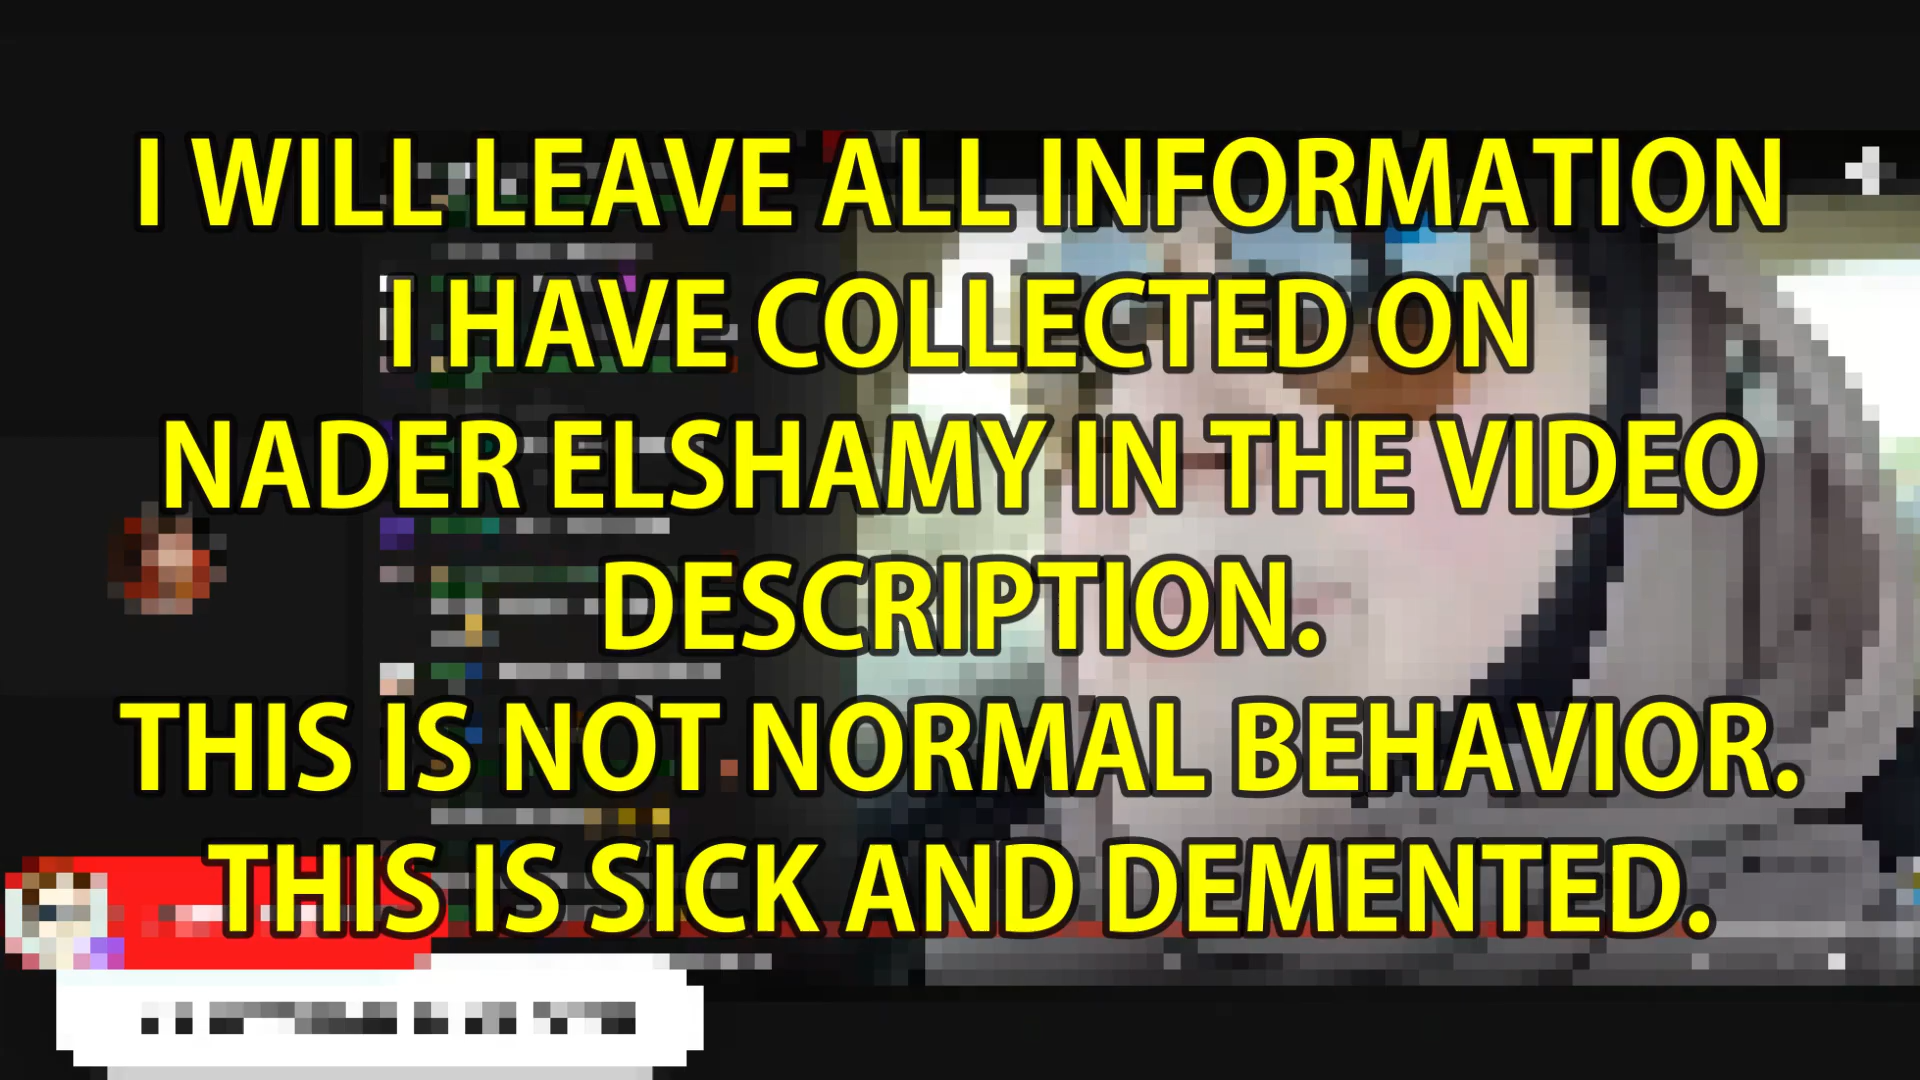 I WILL LEAVE ALL INFORMATION
I HAVE COLLECTED ON
NADER ELSHAMY IN THE VIDEO
DESCRIPTION.
THIS IS NOT NORMAL BEHAVIOR.
THIS IS SICK AND DEMENTED.